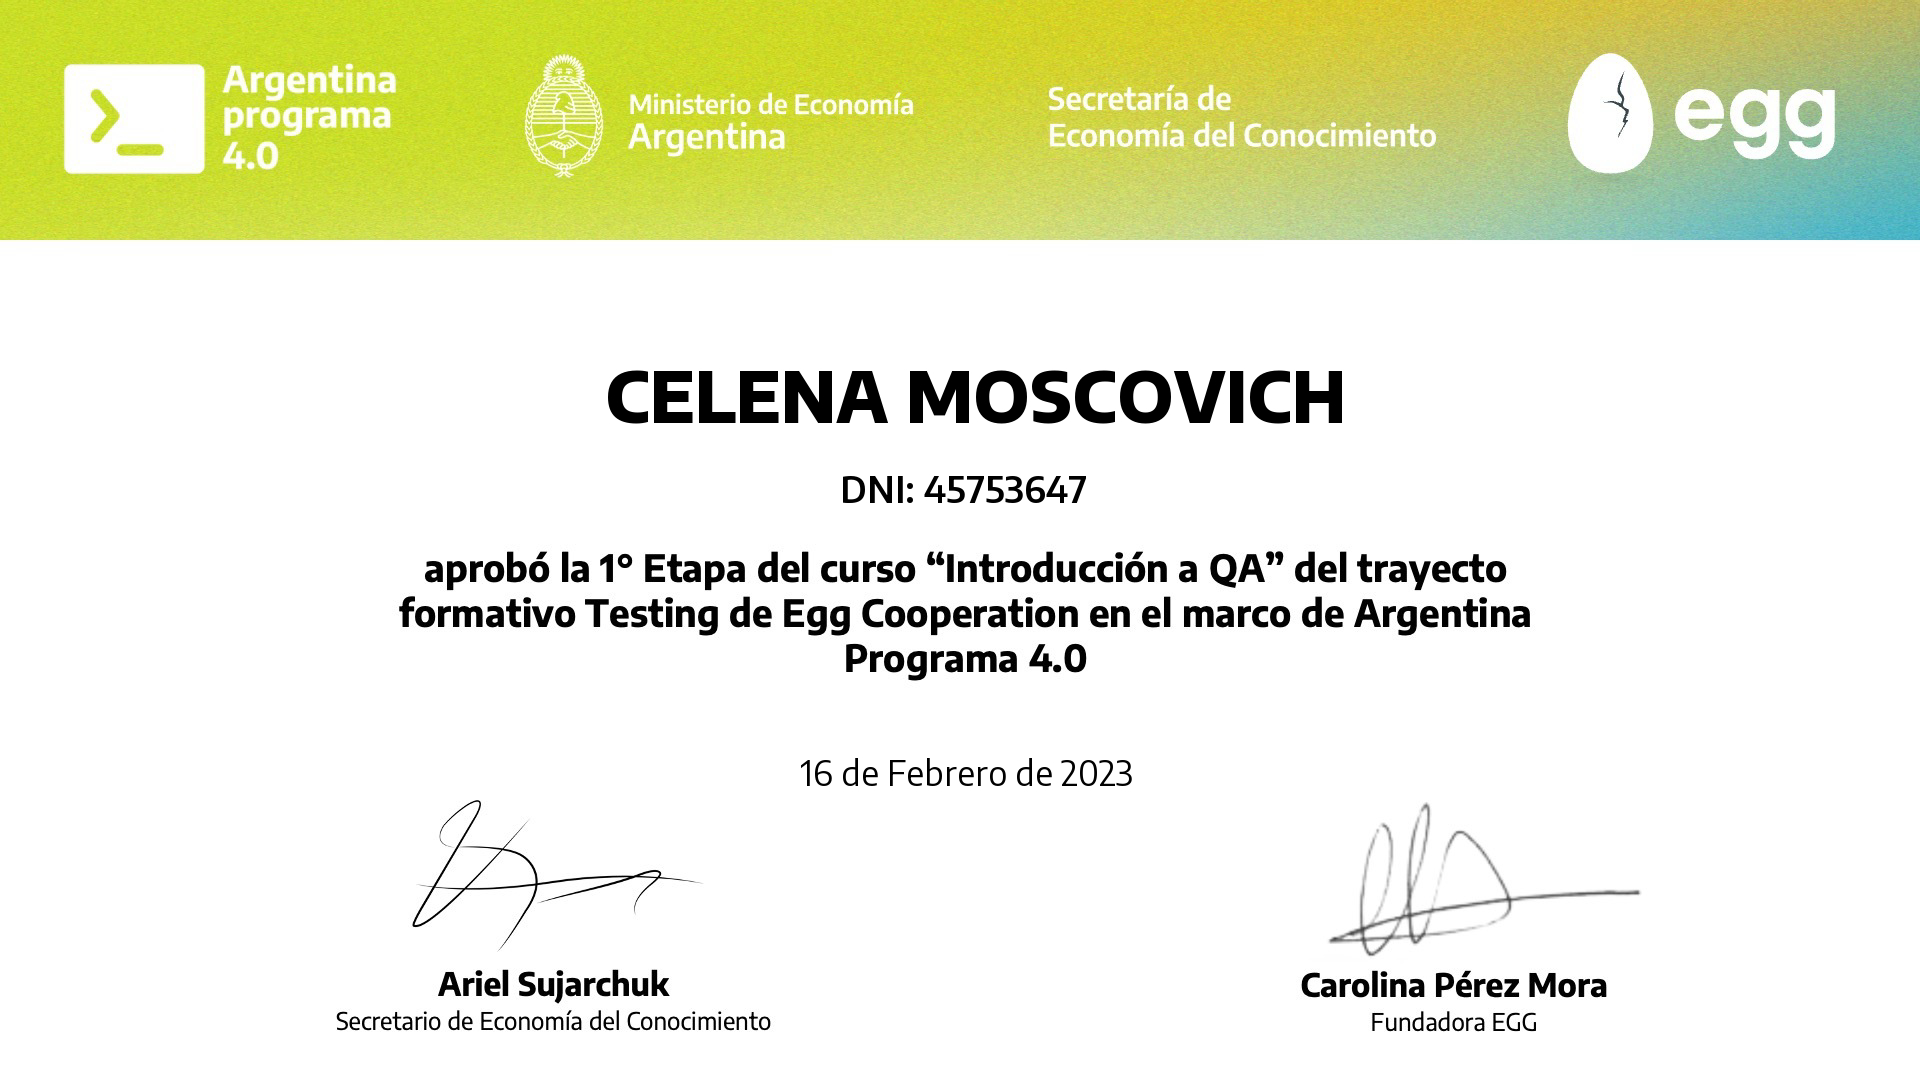 Argentina
programa
4.0
Ministerio de Economía
Argentina
Secretaría de
Economía del Conocimiento
egg
CELENA MOSCOVICH
DNI: 45753647
aprobó la 1° Etapa del curso “Introducción a QA” del trayecto
formativo Testing de Egg Cooperation en el marco de Argentina
Programa 4.0
16 de Febrero de 2023
Ariel Sujarchuk
Secretario de Economía del Conocimiento
Carolina Pérez Mora
Fundadora EGG